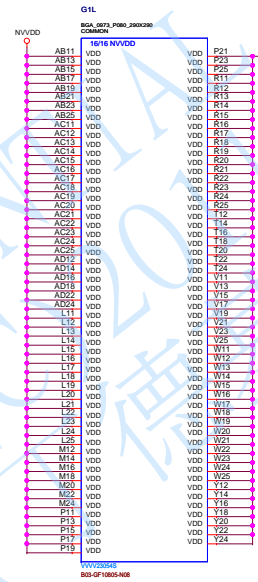 G1L
BGA_0973_P080_290X290
COMMON
NVVDD
16/16 NVVDD
AB11 VDD VDD P21
AB13 VDD VDD P23
AB15 VDD VDD P25
AB17 VDD VDD R11
AB19 VDD VDD R12
AB21 VDD VDD R13
AB23 VDD VDD R14
AB25 VDD VDD R15
AC11 VDD VDD R16
AC12 VDD VDD R17
AC13 VDD VDD R18
AC14 VDD VDD R19
AC15 VDD VDD R20
AC16 VDD VDD R21
AC17 VDD VDD R22
AC18 VDD VDD R23
AC19 VDD VDD R24
AC20 VDD VDD R25
AC21 VDD VDD T12
AC22 VDD VDD T14
AC23 VDD VDD T16
AC24 VDD VDD T18
AC25 VDD VDD T20
AD12 VDD VDD T22
AD14 VDD VDD T24
AD16 VDD VDD V11
AD18 VDD VDD V13
AD22 VDD VDD V15
AD24 VDD VDD V17
L11 VDD VDD V19
L12 VDD VDD V21
L13 VDD VDD V23
L14 VDD VDD V25
L15 VDD VDD W11
L16 VDD VDD W12
L17 VDD VDD W13
L18 VDD VDD W14
L19 VDD VDD W15
L20 VDD VDD W16
L21 VDD VDD W17
L22 VDD VDD W18
L23 VDD VDD W19
L24 VDD VDD W20
L25 VDD VDD W21
M12 VDD VDD W22
M14 VDD VDD W23
M16 VDD VDD W24
M18 VDD VDD W25
M20 VDD VDD Y12
M22 VDD VDD Y14
M24 VDD VDD Y16
P11 VDD VDD Y18
P13 VDD VDD Y20
P15 VDD VDD Y22
P17 VDD VDD Y24
P19 VDD
B03-GF10805-N08